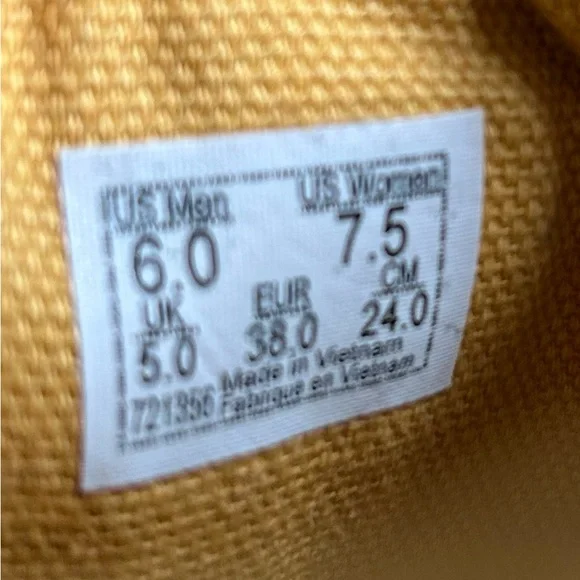 US Men US Women
6.0 7.5
UK EUR CM
5.0 38.0 24.0
Made in Vietnam
721356 Fabrique en Vietnam